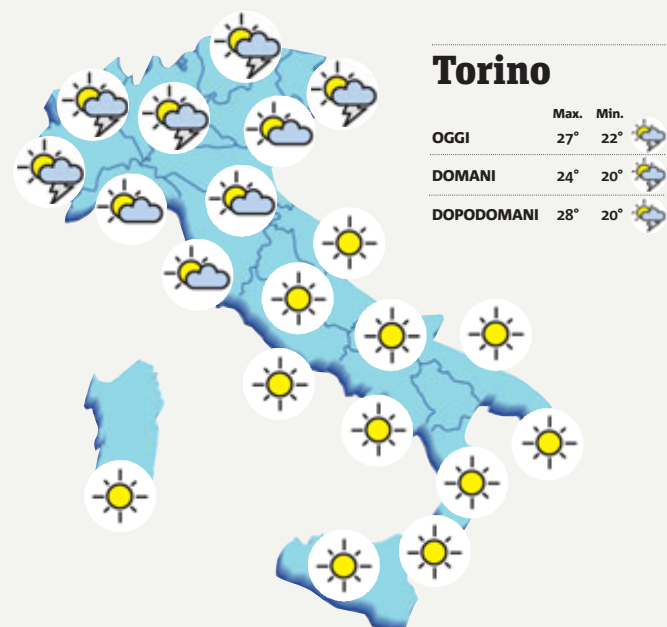 Torino
Max. Min.
OGGI 27° 22°
DOMANI 24° 20°
DOPODOMANI 28° 20°